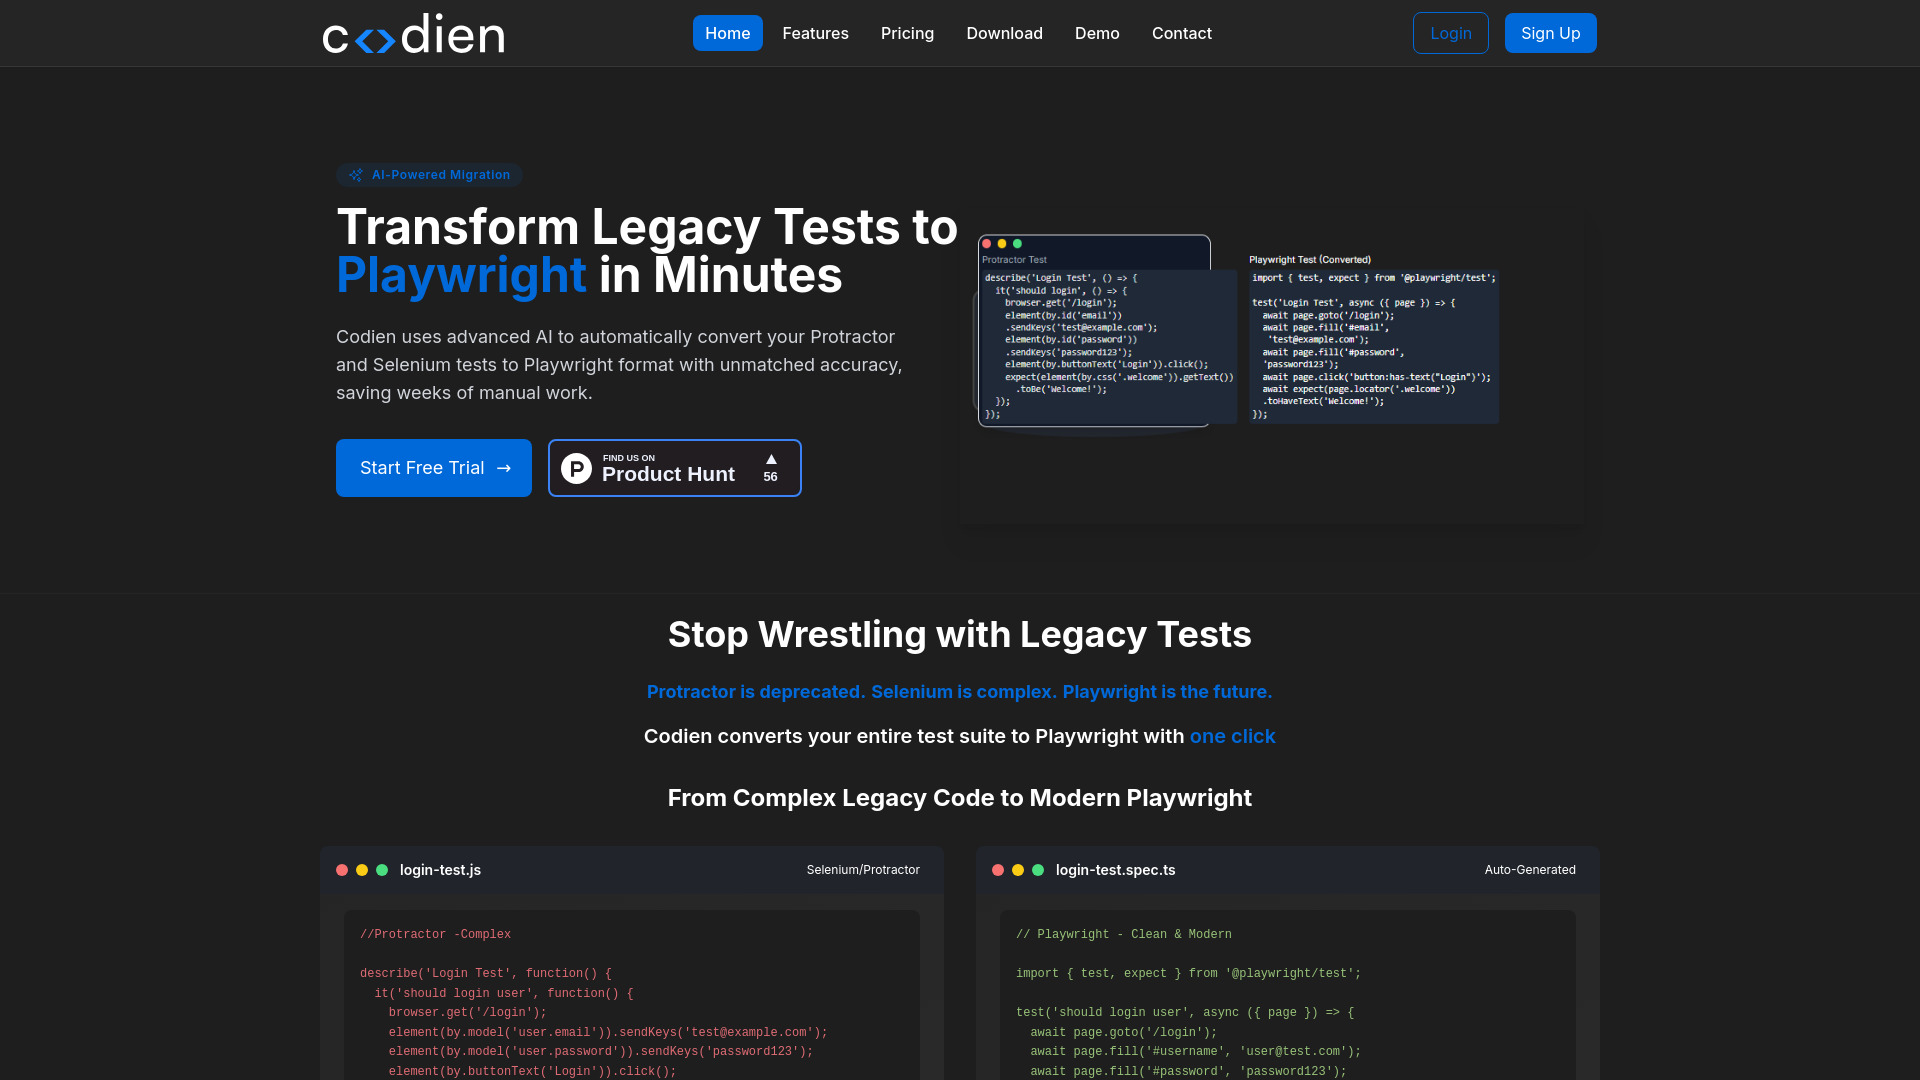 codien
Home
Features
Pricing
Download
Demo
Contact
Login
Sign Up
AI-Powered Migration
Transform Legacy Tests to
Playwright in Minutes
Codien uses advanced AI to automatically convert your Protractor
and Selenium tests to Playwright format with unmatched accuracy,
saving weeks of manual work.
Start Free Trial →
FIND US ON
Product Hunt
▲
56
Protractor Test
describe('Login Test', () => {
it('should login', () => {
browser.get('/login');
element(by.id('email'))
.sendKeys('test@example.com');
element(by.id('password'))
.sendKeys('password123');
element(by.buttonText('Login')).click();
expect(element(by.css('.welcome')).getText())
.toBe('Welcome!');
});
});
Playwright Test (Converted)
import { test, expect } from '@playwright/test';
test('Login Test', async ({ page }) => {
await page.goto('/login');
await page.fill('#email',
'test@example.com');
await page.fill('#password',
'password123');
await page.click('button:has-text("Login")');
await expect(page.locator('.welcome'))
.toHaveText('Welcome!');
});
Stop Wrestling with Legacy Tests
Protractor is deprecated. Selenium is complex. Playwright is the future.
Codien converts your entire test suite to Playwright with one click
From Complex Legacy Code to Modern Playwright
login-test.js
Selenium/Protractor
//Protractor -Complex
describe('Login Test', function() {
it('should login user', function() {
browser.get('/login');
element(by.model('user.email')).sendKeys('test@example.com');
element(by.model('user.password')).sendKeys('password123');
element(by.buttonText('Login')).click();
login-test.spec.ts
Auto-Generated
// Playwright - Clean & Modern
import { test, expect } from '@playwright/test';
test('should login user', async ({ page }) => {
await page.goto('/login');
await page.fill('#username', 'user@test.com');
await page.fill('#password', 'password123');